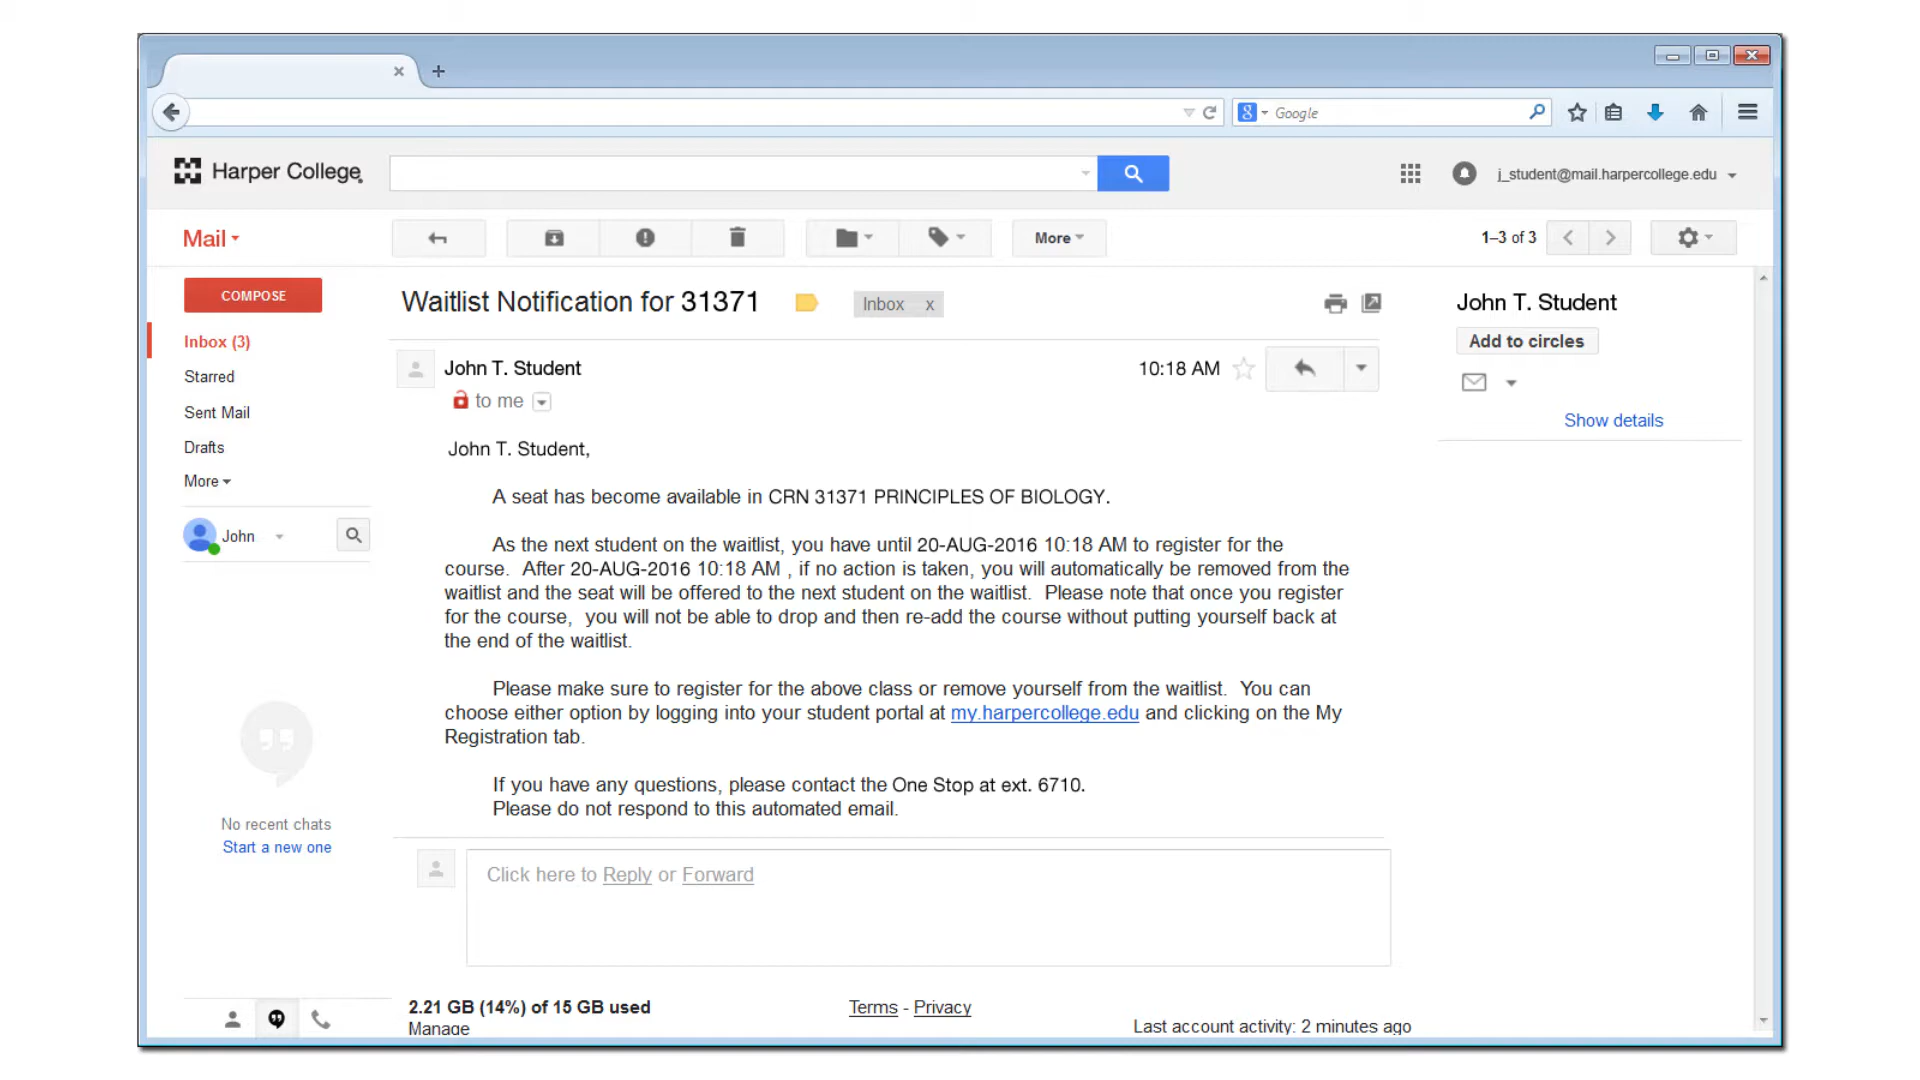 Google
Harper College
j_student@mail.harpercollege.edu
Mail
More
1–3 of 3
COMPOSE
Inbox (3)
Starred
Sent Mail
Drafts
More
John
No recent chats
Start a new one
Waitlist Notification for 31371
Inbox x
John T. Student
10:18 AM
to me
John T. Student,
A seat has become available in CRN 31371 PRINCIPLES OF BIOLOGY.
As the next student on the waitlist, you have until 20-AUG-2016 10:18 AM to register for the
course. After 20-AUG-2016 10:18 AM , if no action is taken, you will automatically be removed from the
waitlist and the seat will be offered to the next student on the waitlist. Please note that once you register
for the course, you will not be able to drop and then re-add the course without putting yourself back at
the end of the waitlist.
Please make sure to register for the above class or remove yourself from the waitlist. You can
choose either option by logging into your student portal at my.harpercollege.edu and clicking on the My
Registration tab.
If you have any questions, please contact the One Stop at ext. 6710.
Please do not respond to this automated email.
Click here to Reply or Forward
2.21 GB (14%) of 15 GB used
Manage
Terms - Privacy
Last account activity: 2 minutes ago
John T. Student
Add to circles
Show details